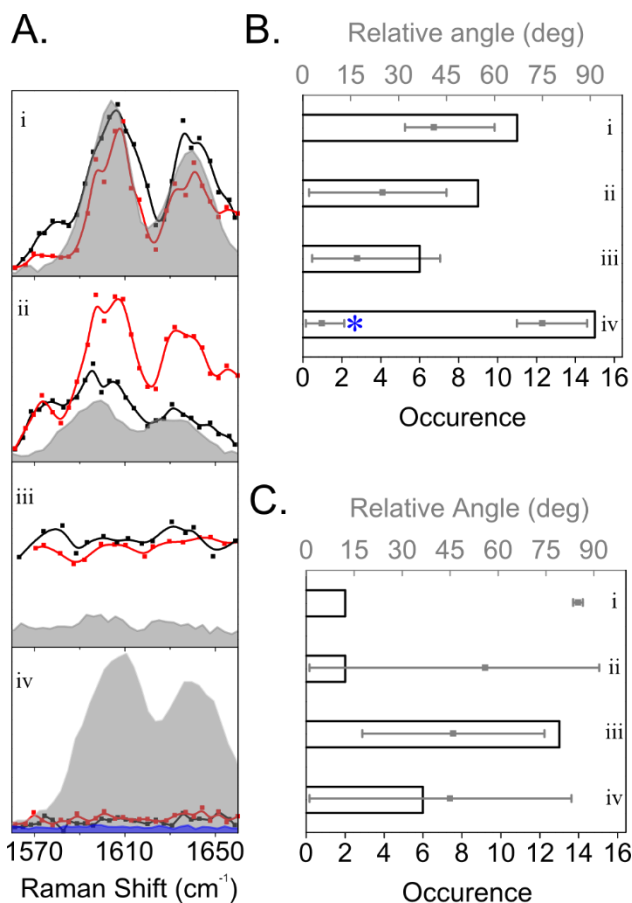 A.
i
ii
iii
iv
1570 1610 1650
Raman Shift (cm⁻¹)
B.
Relative angle (deg)
0 15 30 45 60 75 90
i
ii
iii
iv
*
0 2 4 6 8 10 12 14 16
Occurence
C.
Relative Angle (deg)
0 15 30 45 60 75 90
i
ii
iii
iv
0 2 4 6 8 10 12 14 16
Occurence